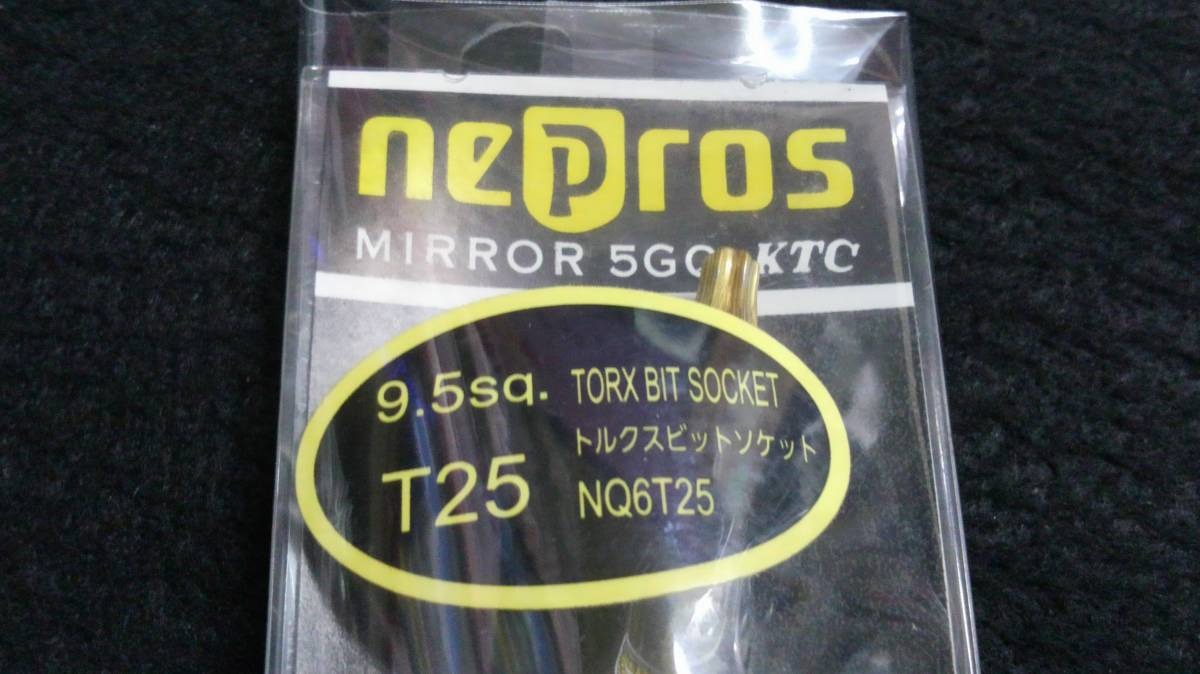 nepros
MIRROR KTC
9.5sq. TORX BIT SOCKET
トルクスビットソケット
T25 NQ6T25